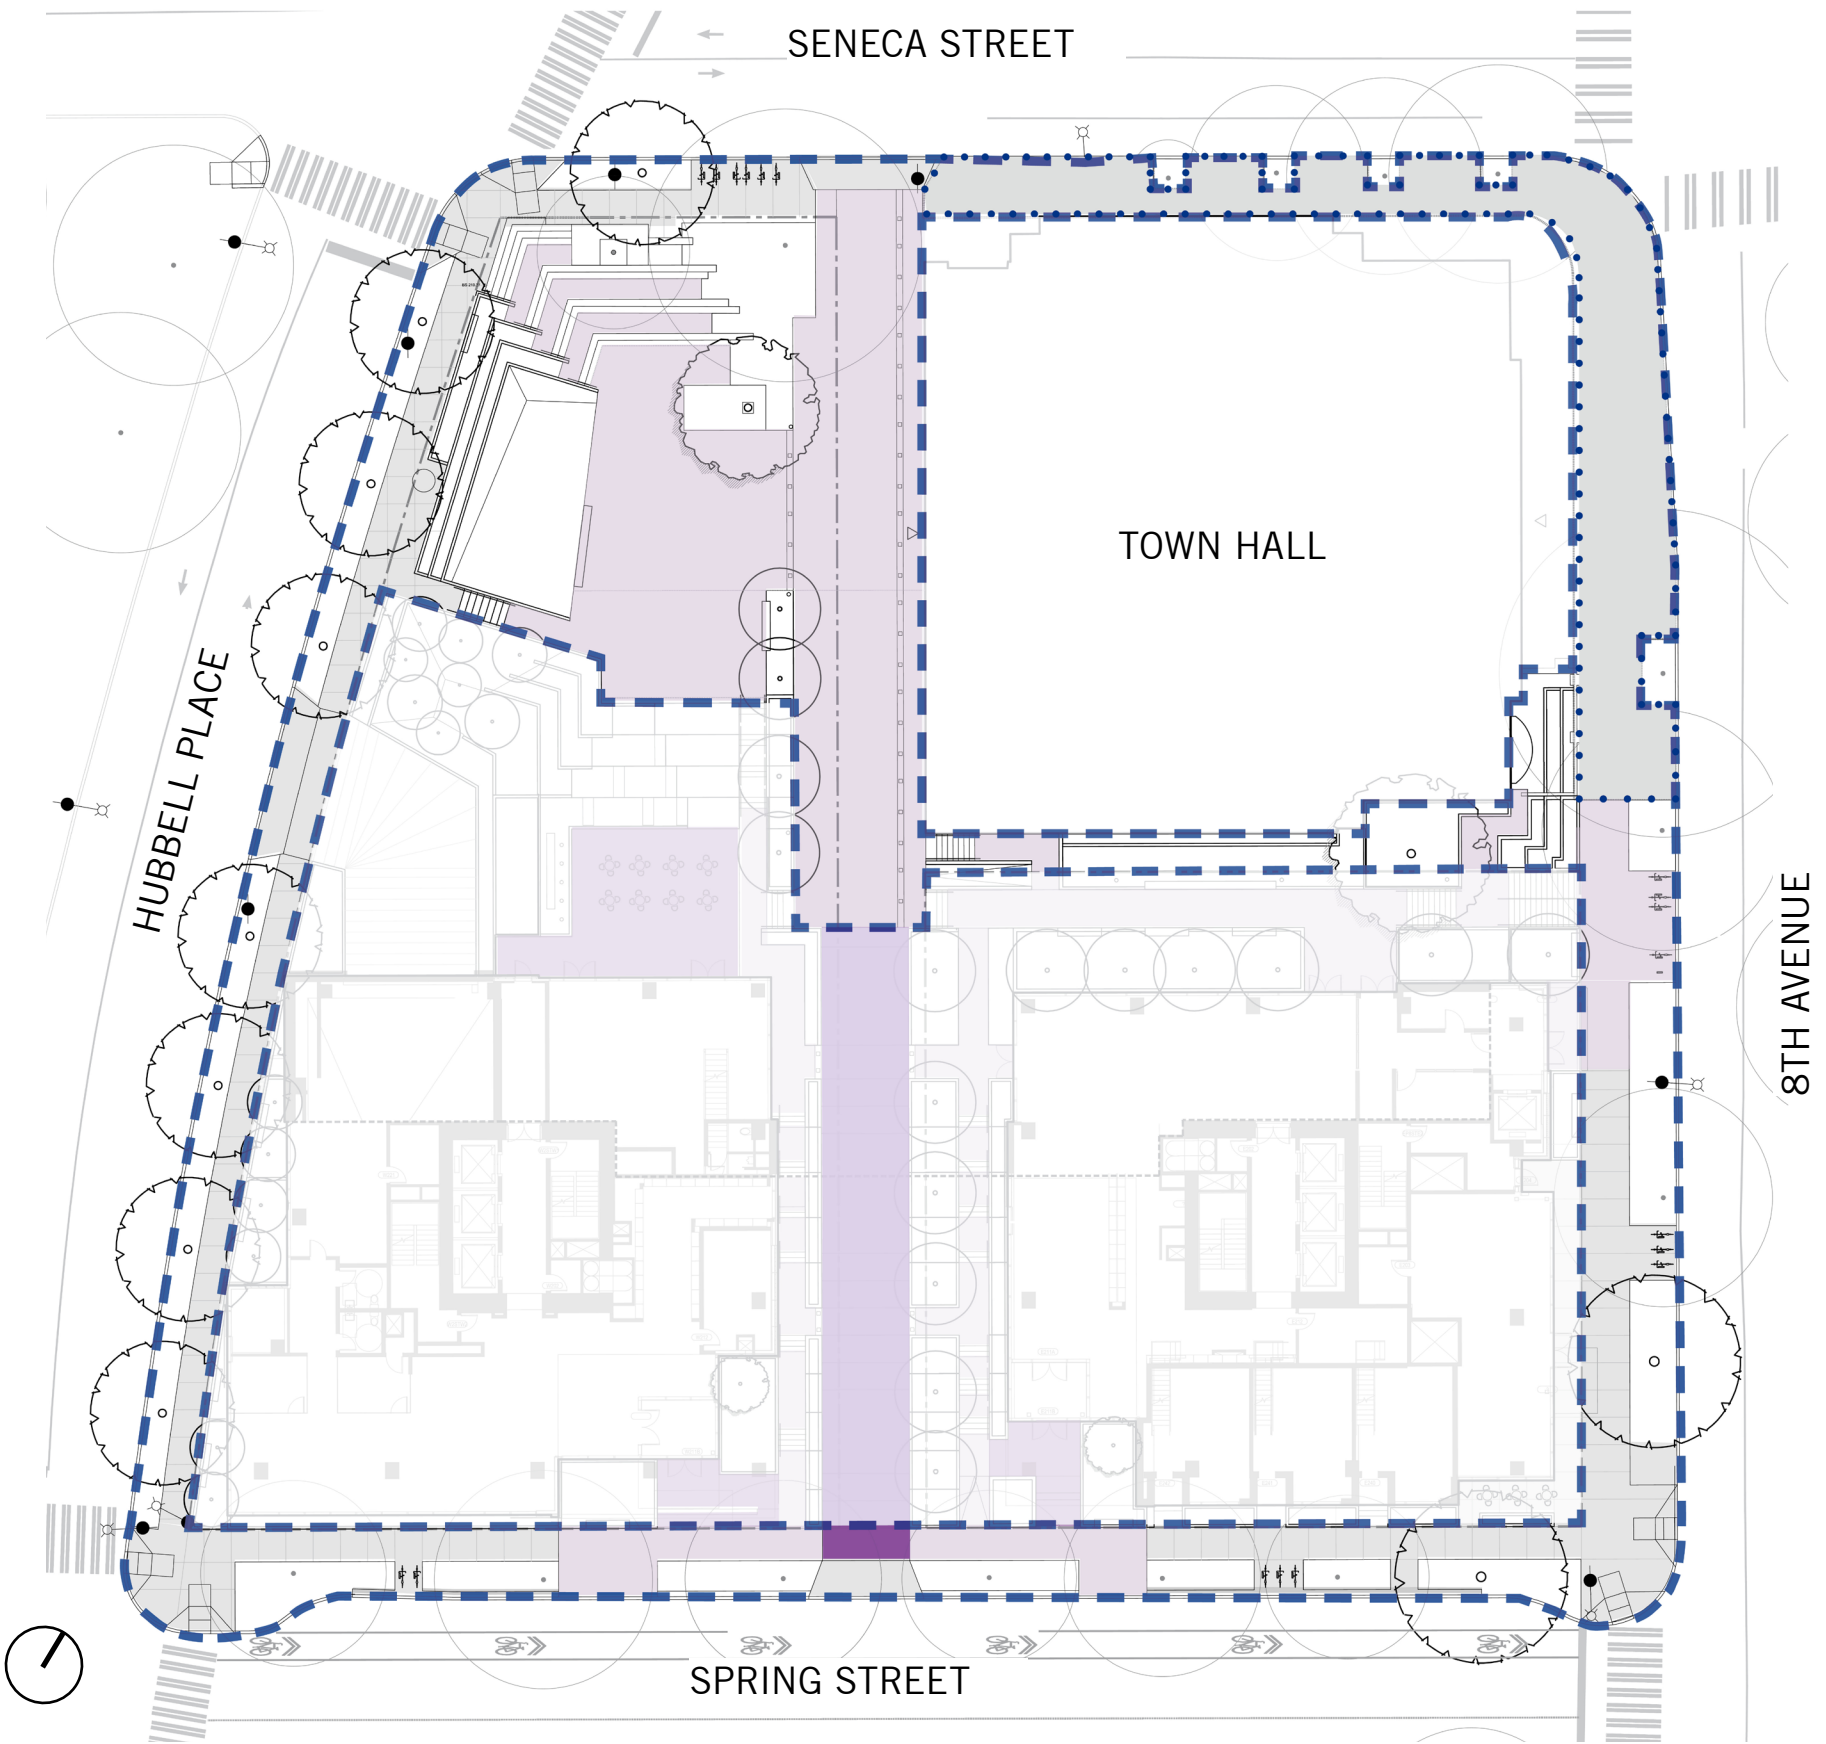 SENECA STREET
TOWN HALL
HUBBELL PLACE
8TH AVENUE
SPRING STREET